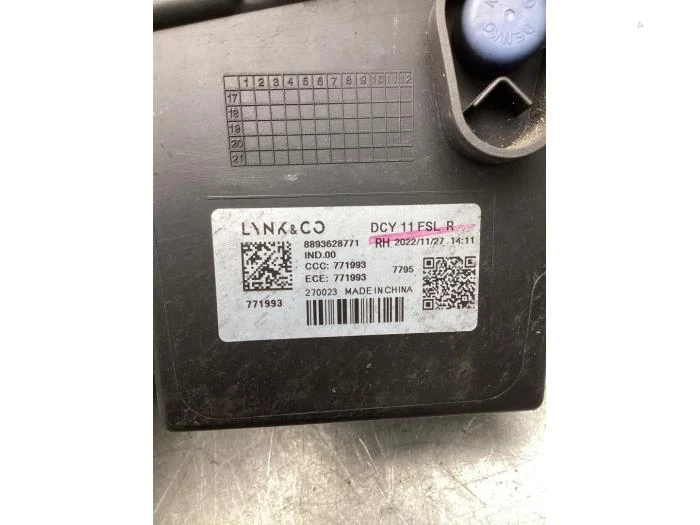 DENKO
1 2 3 4 5 6 7 8 9 10 11 12
17
18
19
20
21
LYNK&CO
DCY 11 FSL R
8893628771
RH 2022/11/27 14:11
IND.00
CCC: 771993
7795
ECE: 771993
771993
270023 MADE IN CHINA